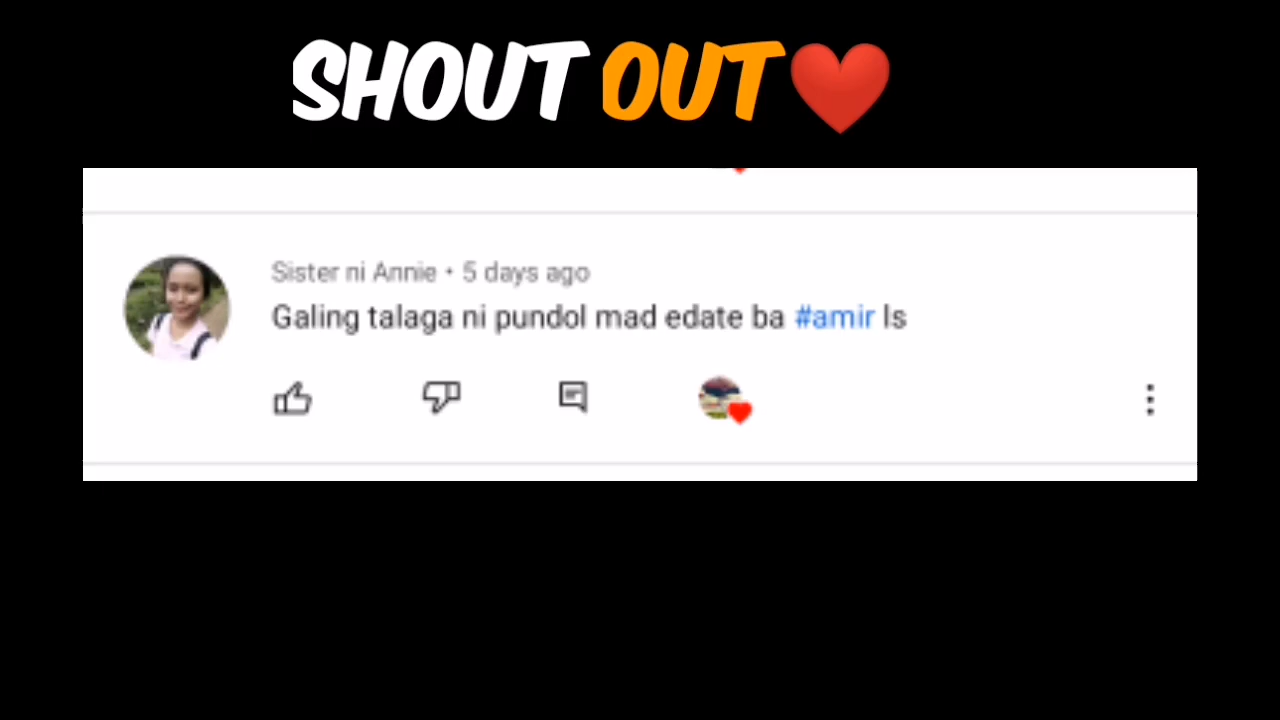 SHOUT OUT
Sister ni Annie • 5 days ago
Galing talaga ni pundol mad edate ba #amir ls